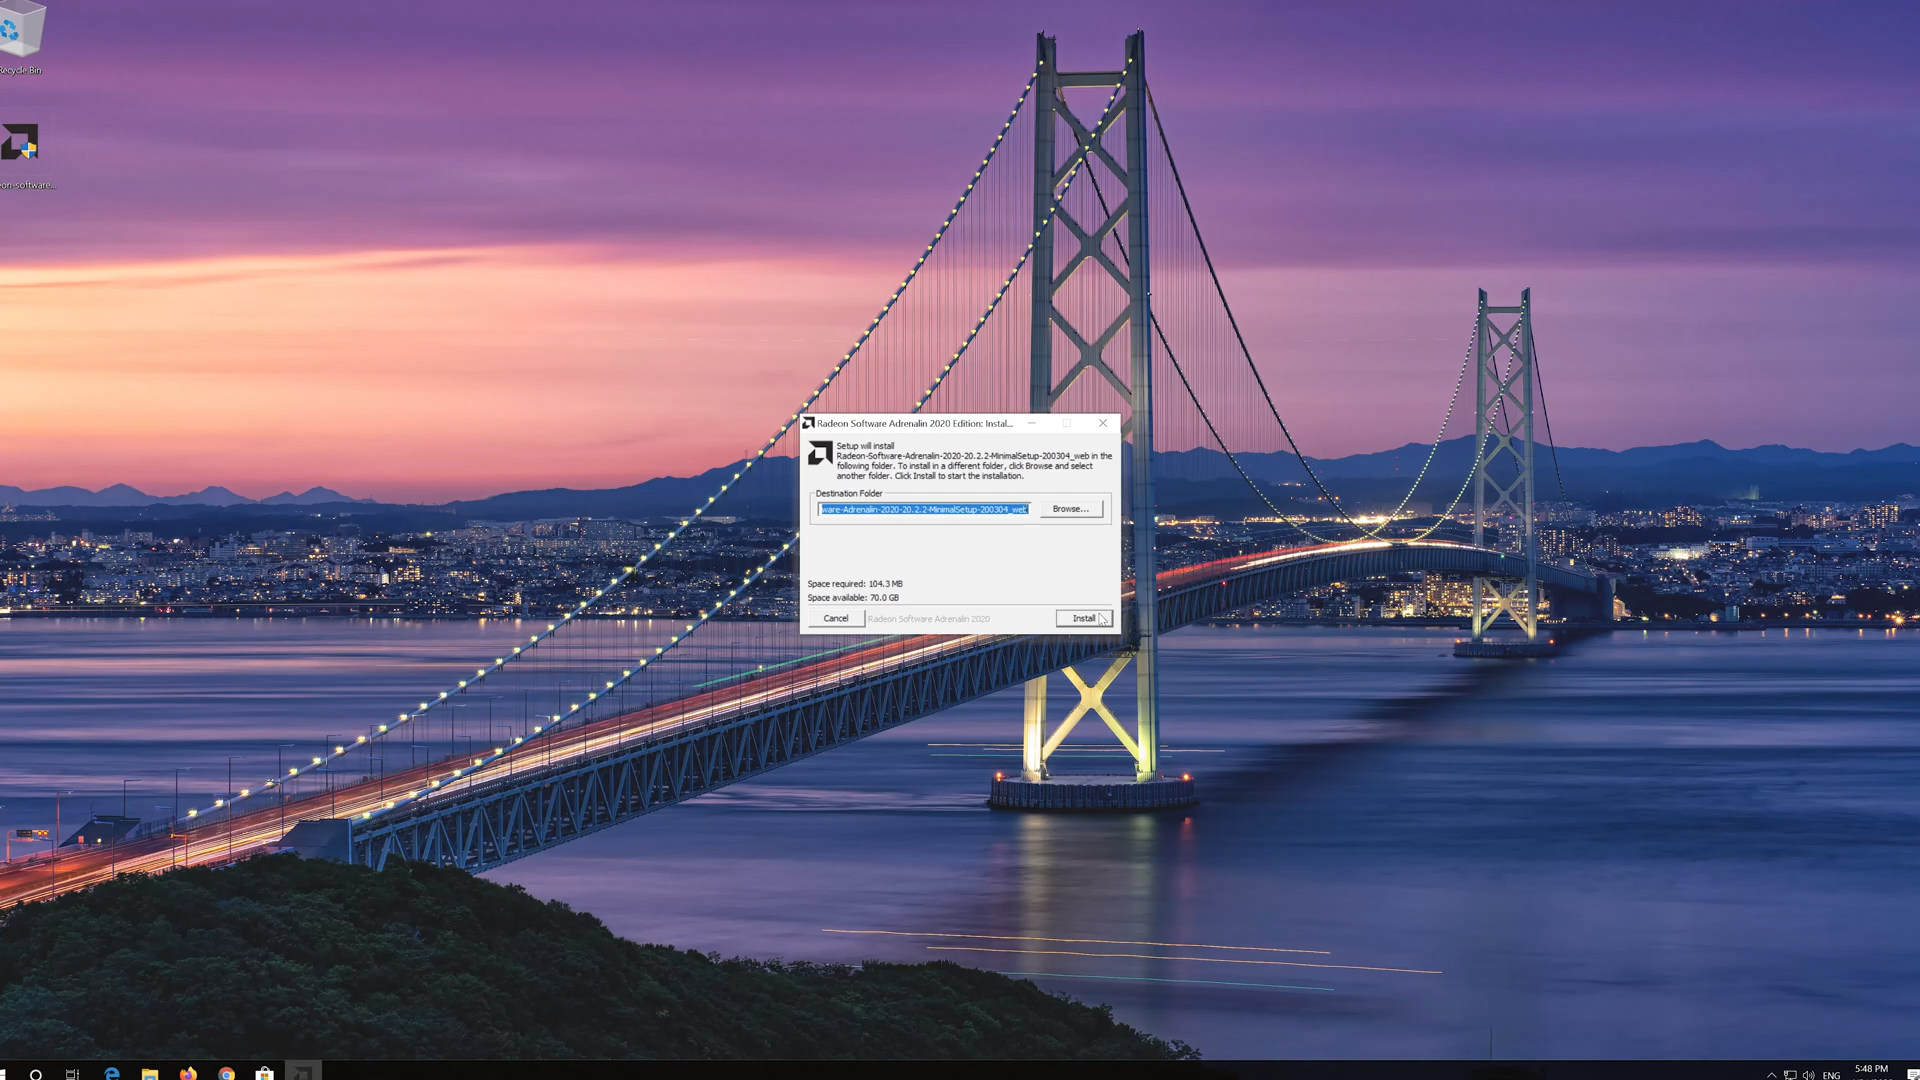 Recycle Bin
on-software...
Radeon Software Adrenalin 2020 Edition: Instal...
Setup will install
Radeon-Software-Adrenalin-2020-20.2.2-MinimalSetup-200304_web in the
following folder. To install in a different folder, click Browse and select
another folder. Click Install to start the installation.
Destination Folder
ware-Adrenalin-2020-20.2.2-MinimalSetup-200304_web
Browse...
Space required: 104.3 MB
Space available: 70.0 GB
Cancel
Radeon Software Adrenalin 2020
Install
ENG
5:48 PM